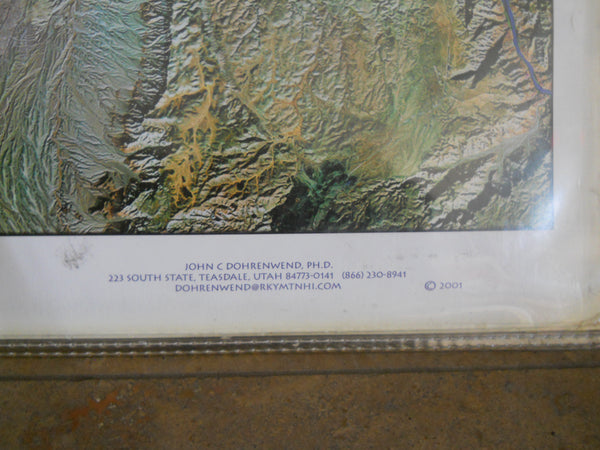 JOHN C DOHRENWEND, PH.D.
223 SOUTH STATE, TEASDALE, UTAH 84773-0141 (866) 230-8941
DOHRENWEND@RKYMTNHI.COM © 2001